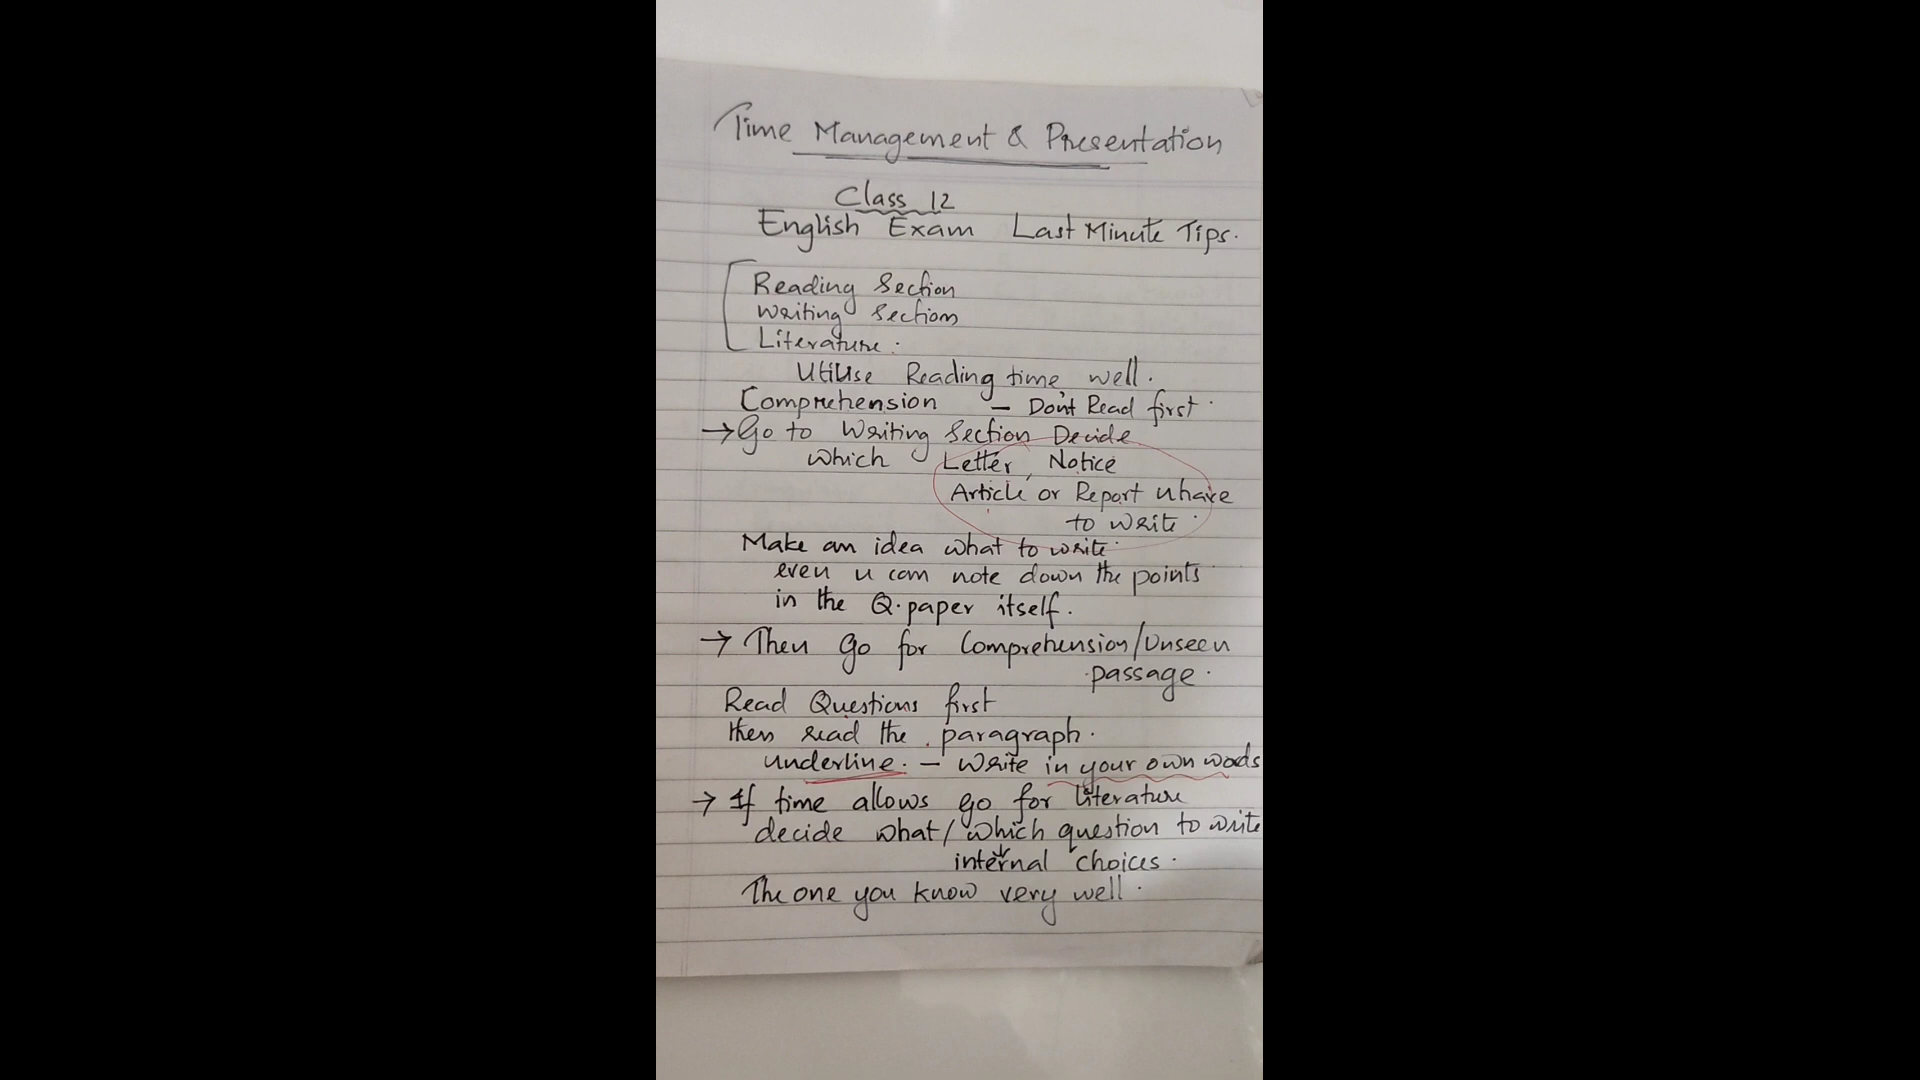 Time Management & Presentation
Class 12
English Exam Last Minute Tips.
Reading Section
Writing Section
Literature.
Utilise Reading time well.
Comprehension - Don't Read first.
→ Go to Writing Section Decide
which Letter, Notice
Article or Report u have
to write.
Make an idea what to write.
even u can note down the points
in the Q.paper itself.
→ Then go for Comprehension/Unseen
passage.
Read Questions first
then read the paragraph.
underline. - Write in your own words
→ If time allows go for literature
decide what/which question to write
internal choices.
The one you know very well.